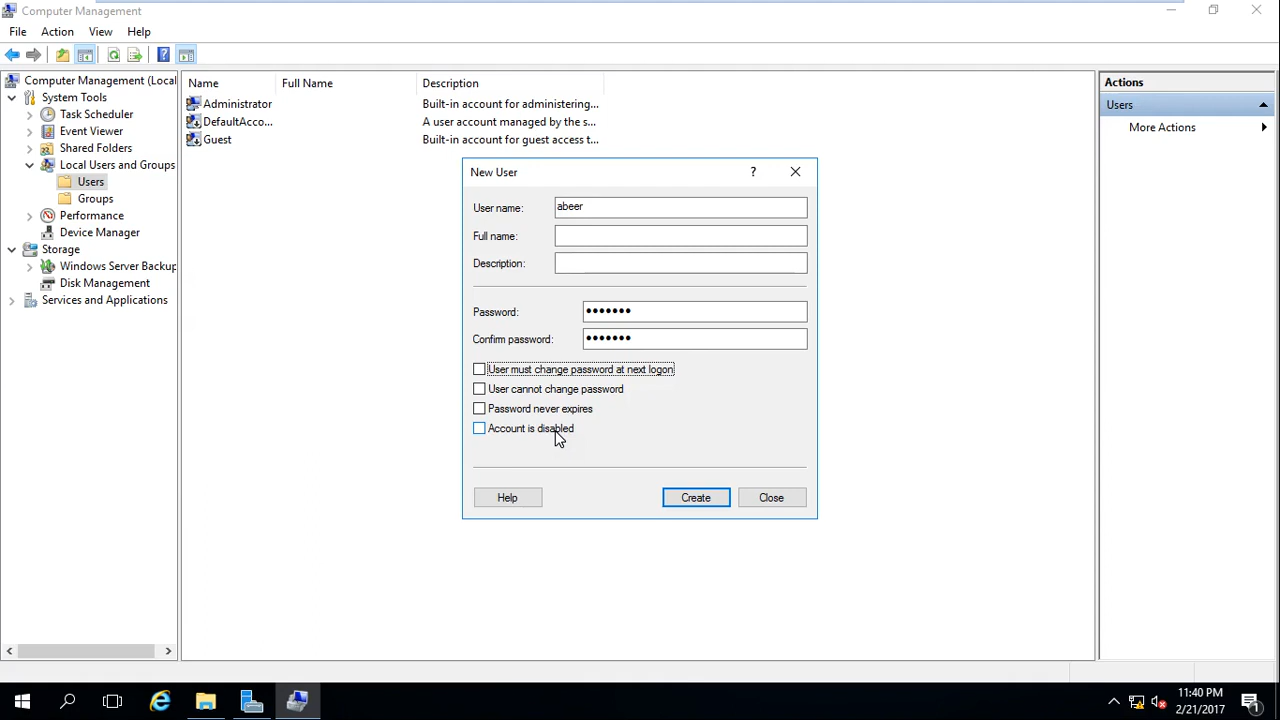 Computer Management
File Action View Help
Computer Management (Local
System Tools
Task Scheduler
Event Viewer
Shared Folders
Local Users and Groups
Users
Groups
Performance
Device Manager
Storage
Windows Server Backup
Disk Management
Services and Applications
Name Full Name Description
Administrator Built-in account for administering...
DefaultAcco... A user account managed by the s...
Guest Built-in account for guest access t...
Actions
Users
More Actions
New User
?
User name: abeer
Full name:
Description:
Password: •••••••
Confirm password: •••••••
User must change password at next logon
User cannot change password
Password never expires
Account is disabled
Help Create Close
11:40 PM
2/21/2017
1